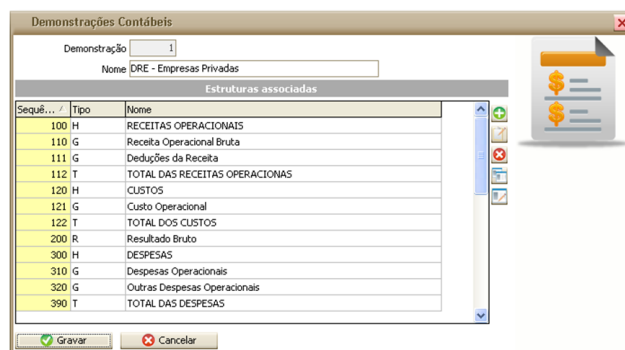 Demonstrações Contábeis
Demonstração 1
Nome DRE - Empresas Privadas
Estruturas associadas
Sequê... Tipo Nome
100 H RECEITAS OPERACIONAIS
110 G Receita Operacional Bruta
111 G Deduções da Receita
112 T TOTAL DAS RECEITAS OPERACIONAS
120 H CUSTOS
121 G Custo Operacional
122 T TOTAL DOS CUSTOS
200 R Resultado Bruto
300 H DESPESAS
310 G Despesas Operacionais
320 G Outras Despesas Operacionais
390 T TOTAL DAS DESPESAS
Gravar Cancelar